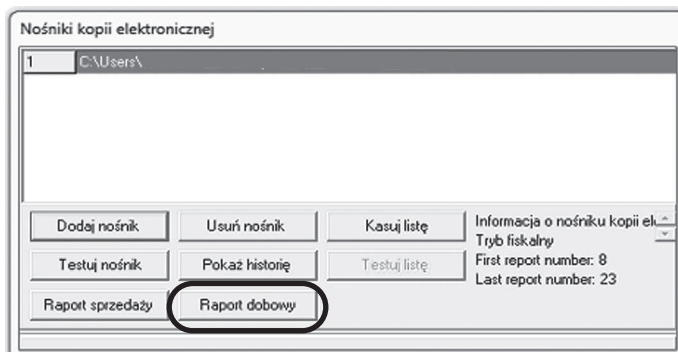 Nośniki kopii elektronicznej
1 C:\Users\
Dodaj nośnik Usuń nośnik Kasuj listę
Testuj nośnik Pokaż historię Testuj listę
Raport sprzedaży Raport dobowy
Informacja o nośniku kopii
Tryb fiskalny
First report number: 8
Last report number: 23